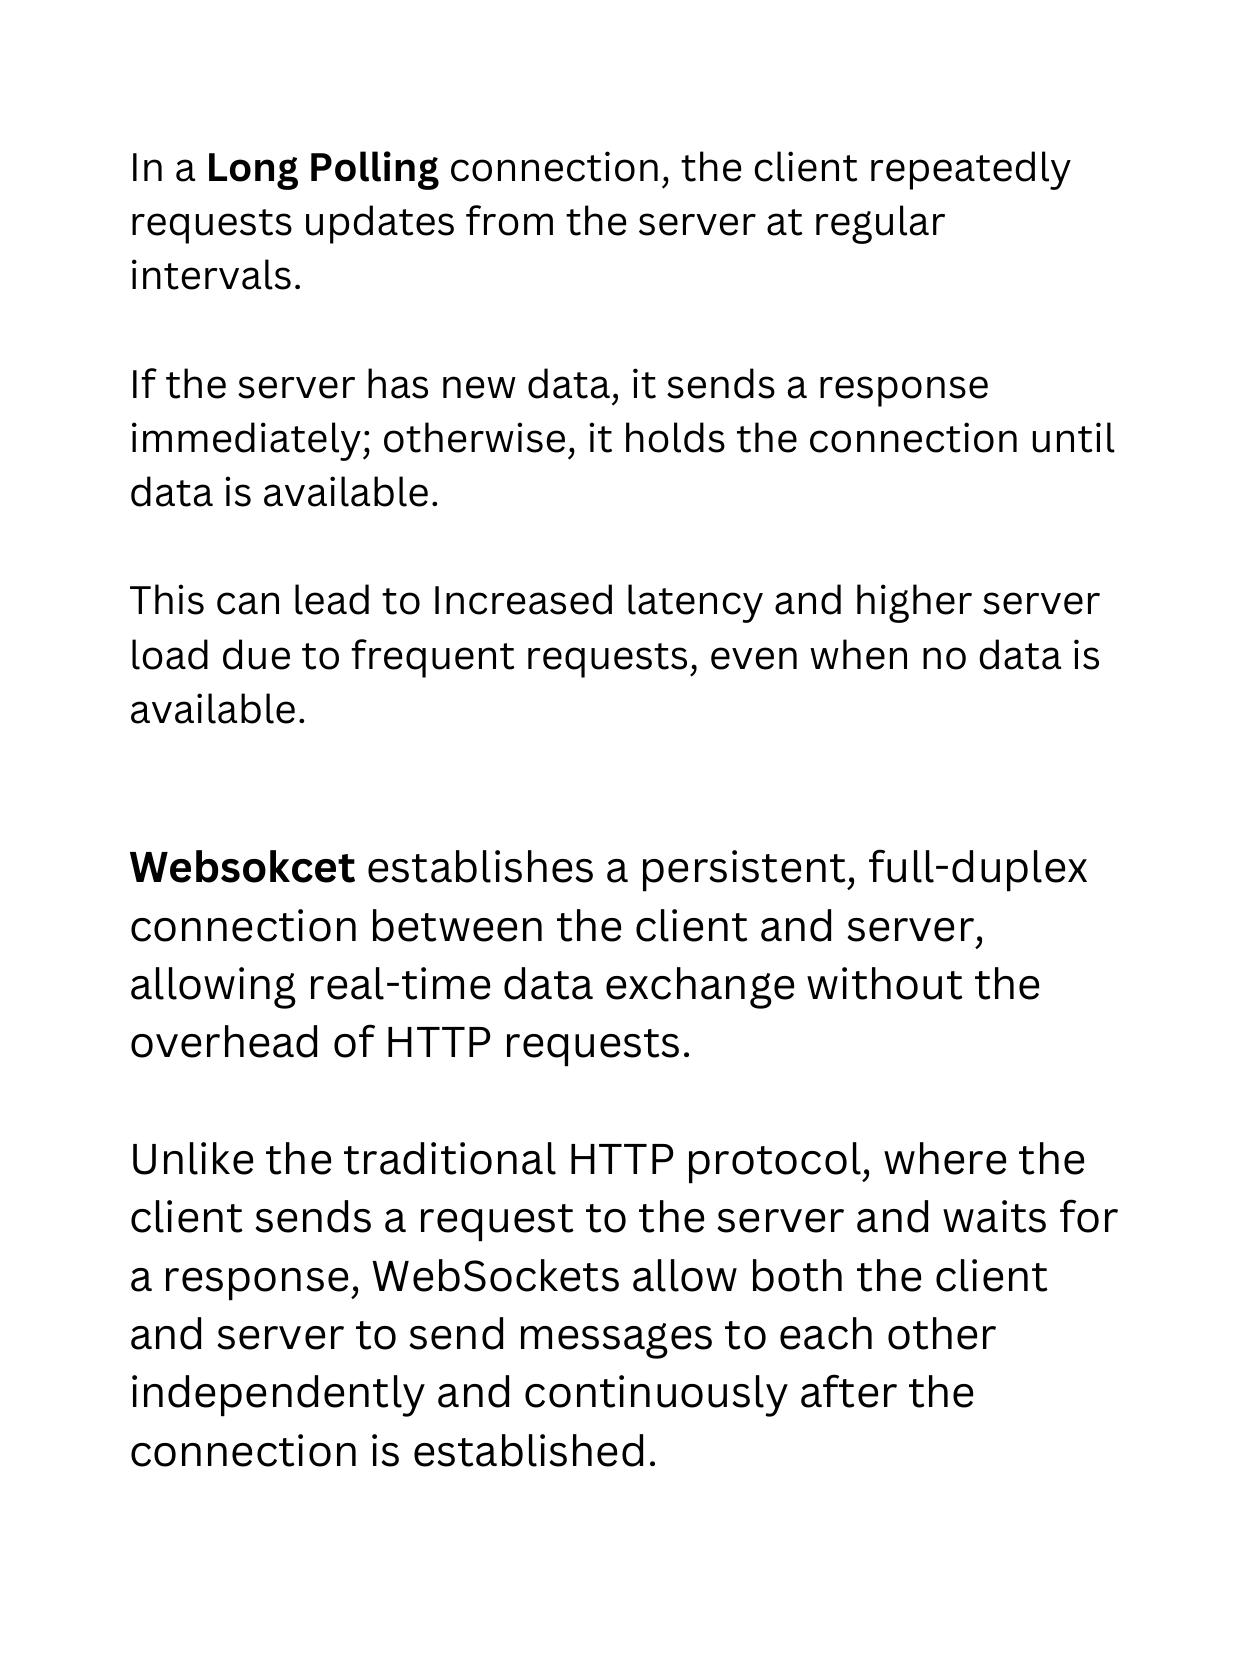 In a Long Polling connection, the client repeatedly
requests updates from the server at regular
intervals.
If the server has new data, it sends a response
immediately; otherwise, it holds the connection until
data is available.
This can lead to Increased latency and higher server
load due to frequent requests, even when no data is
available.
Websokcet establishes a persistent, full-duplex
connection between the client and server,
allowing real-time data exchange without the
overhead of HTTP requests.
Unlike the traditional HTTP protocol, where the
client sends a request to the server and waits for
a response, WebSockets allow both the client
and server to send messages to each other
independently and continuously after the
connection is established.